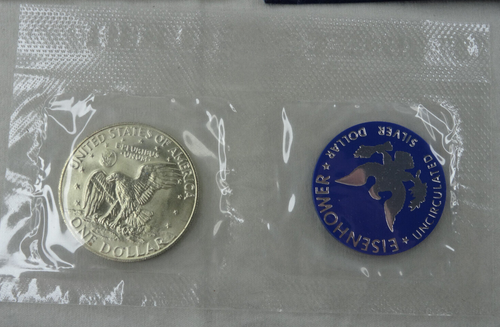 UNITED STATES OF AMERICA
E PLURIBUS
UNUM
ONE DOLLAR
EISENHOWER
UNCIRCULATED SILVER DOLLAR